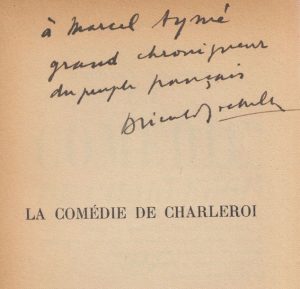 à Marcel Aymé
grand chroniqueur
du peuple français
Drieu la Rochelle
LA COMÉDIE DE CHARLEROI